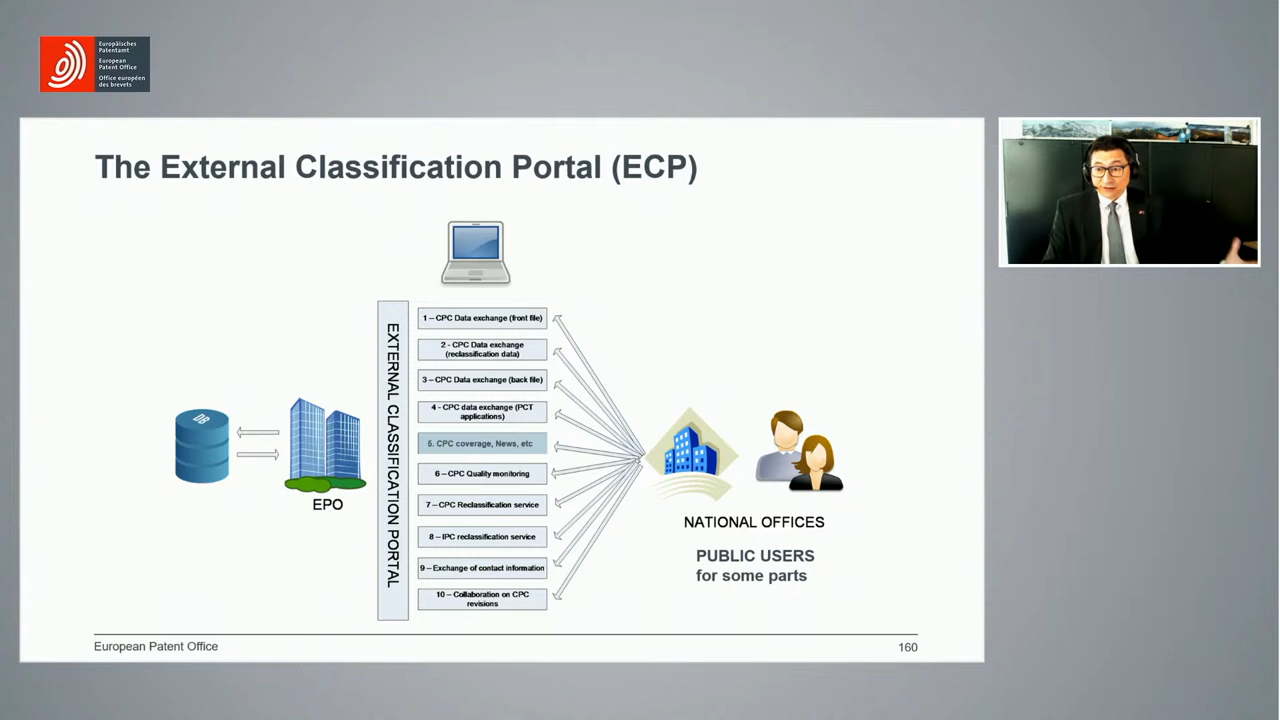 Europäisches
Patentamt
European
Patent Office
Office européen
des brevets
The External Classification Portal (ECP)
EXTERNAL CLASSIFICATION PORTAL
1 – CPC Data exchange (front file)
2 - CPC Data exchange
(reclassification data)
3 – CPC Data exchange (back file)
4 - CPC data exchange (PCT
applications)
5. CPC coverage, News, etc
6 – CPC Quality monitoring
7 – CPC Reclassification service
8 – IPC reclassification service
9 – Exchange of contact information
10 – Collaboration on CPC
revisions
DB
EPO
NATIONAL OFFICES
PUBLIC USERS
for some parts
European Patent Office
160